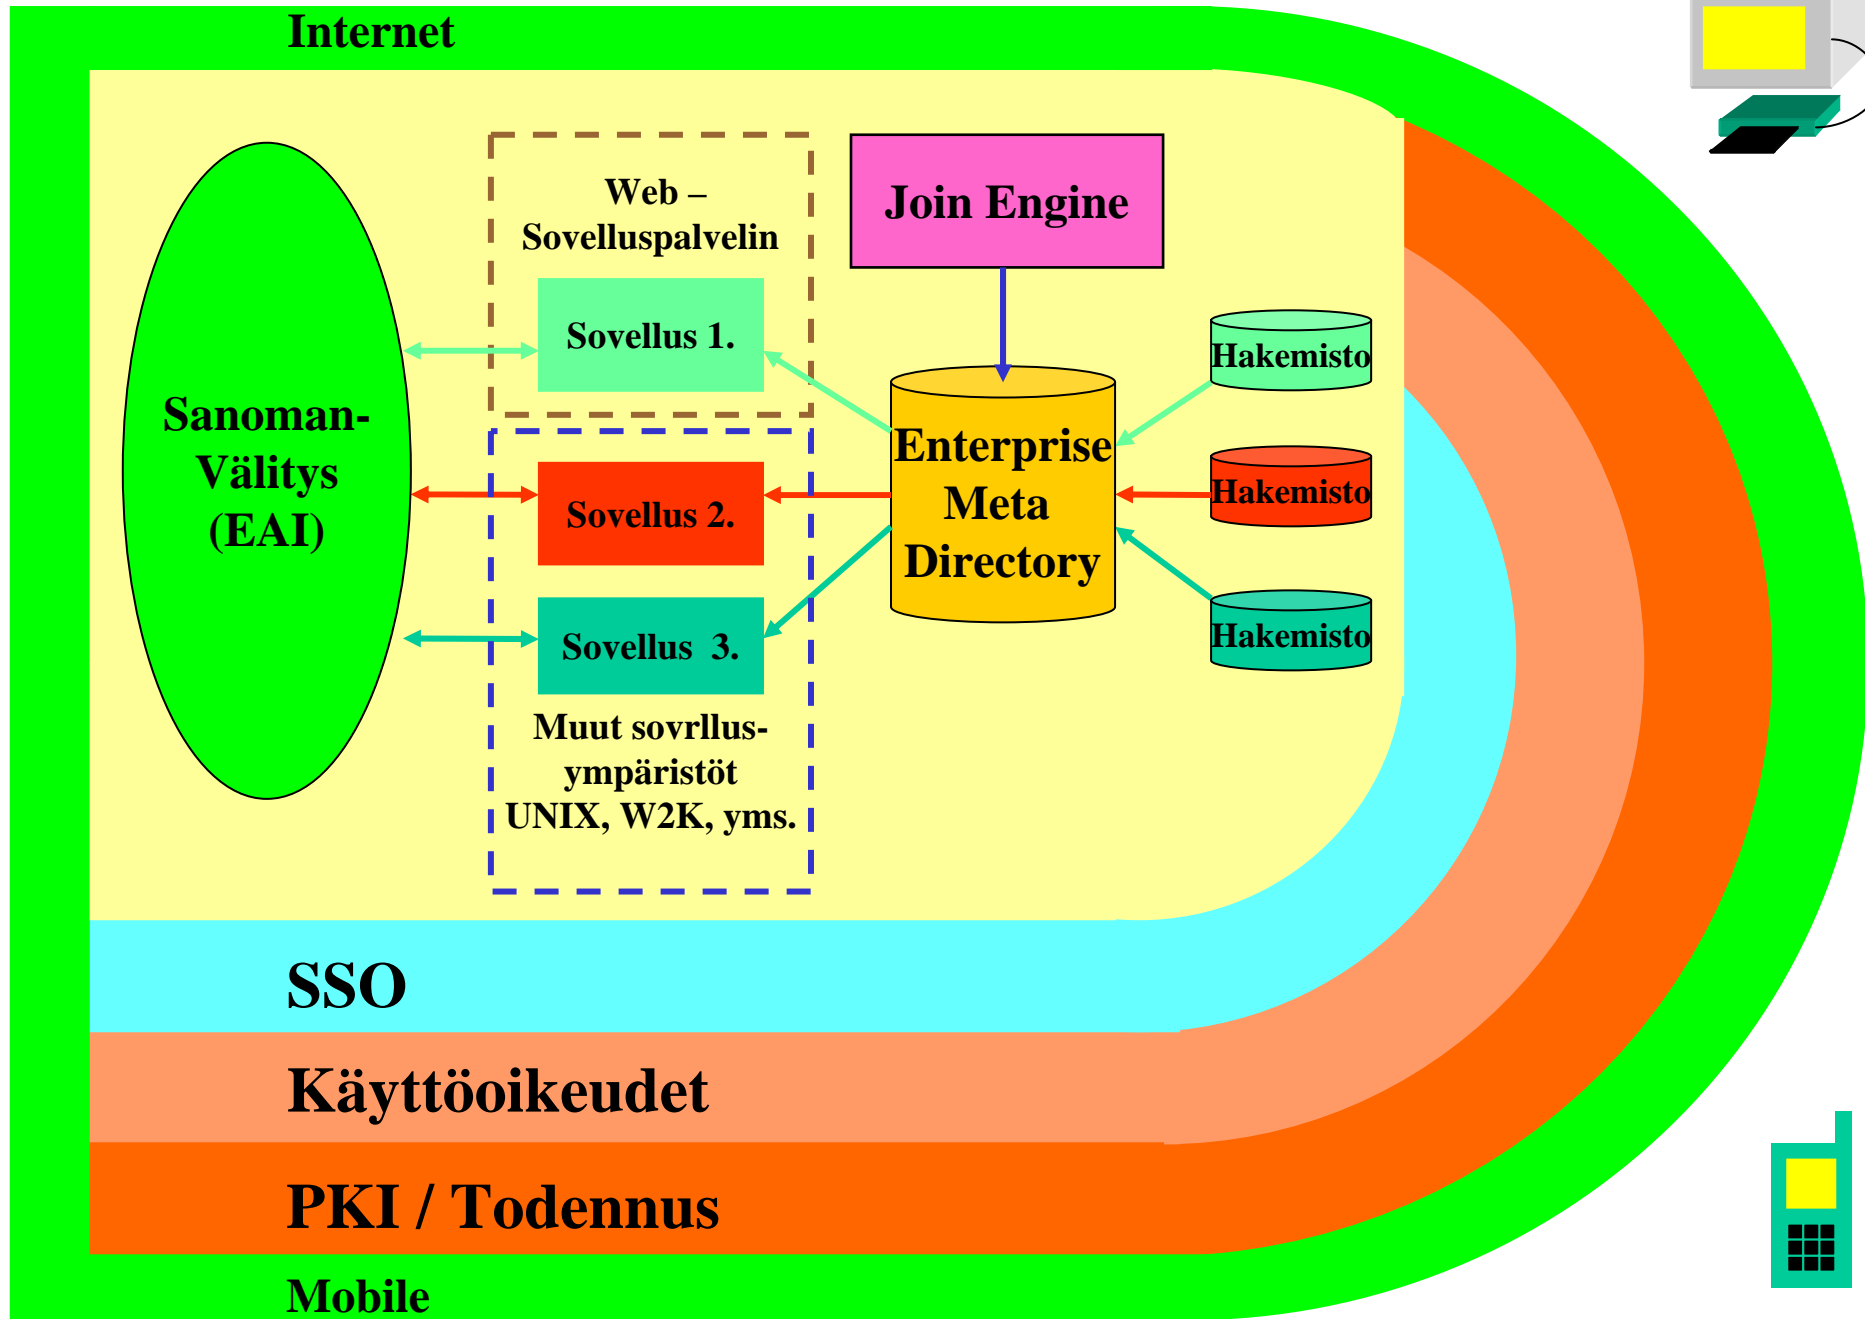 Internet
Web –
Sovelluspalvelin
Join Engine
Sovellus 1.
Hakemisto
Sanoman-
Välitys
(EAI)
Enterprise
Meta
Directory
Sovellus 2.
Hakemisto
Sovellus  3.
Hakemisto
Muut sovrllus-
ympäristöt
UNIX, W2K, yms.
SSO
Käyttöoikeudet
PKI / Todennus
Mobile